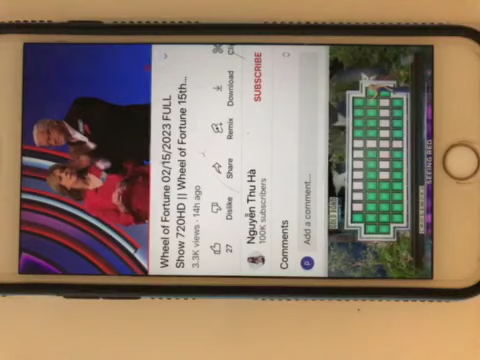 SEEING RED
Wheel of Fortune 02/15/2023 FULL
Show 720HD || Wheel of Fortune 15th...
3.3K views · 14h ago
27
Dislike
Share
Remix
Download
Nguyễn Thu Hà
100K subscribers
SUBSCRIBE
Comments
P
Add a comment...